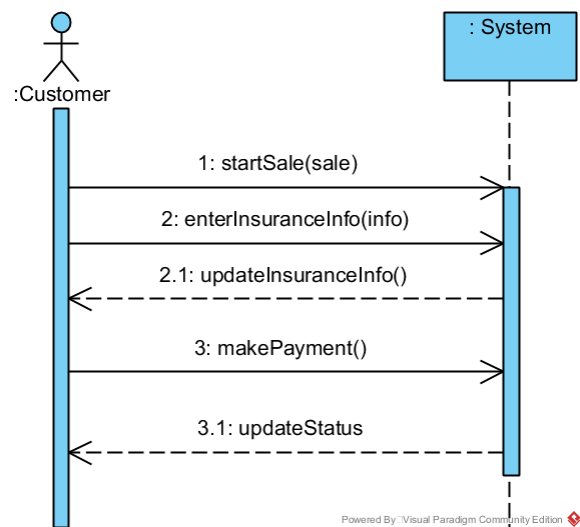 : System
:Customer
1: startSale(sale)
2: enterInsuranceInfo(info)
2.1: updateInsuranceInfo()
3: makePayment()
3.1: updateStatus
Powered By Visual Paradigm Community Edition